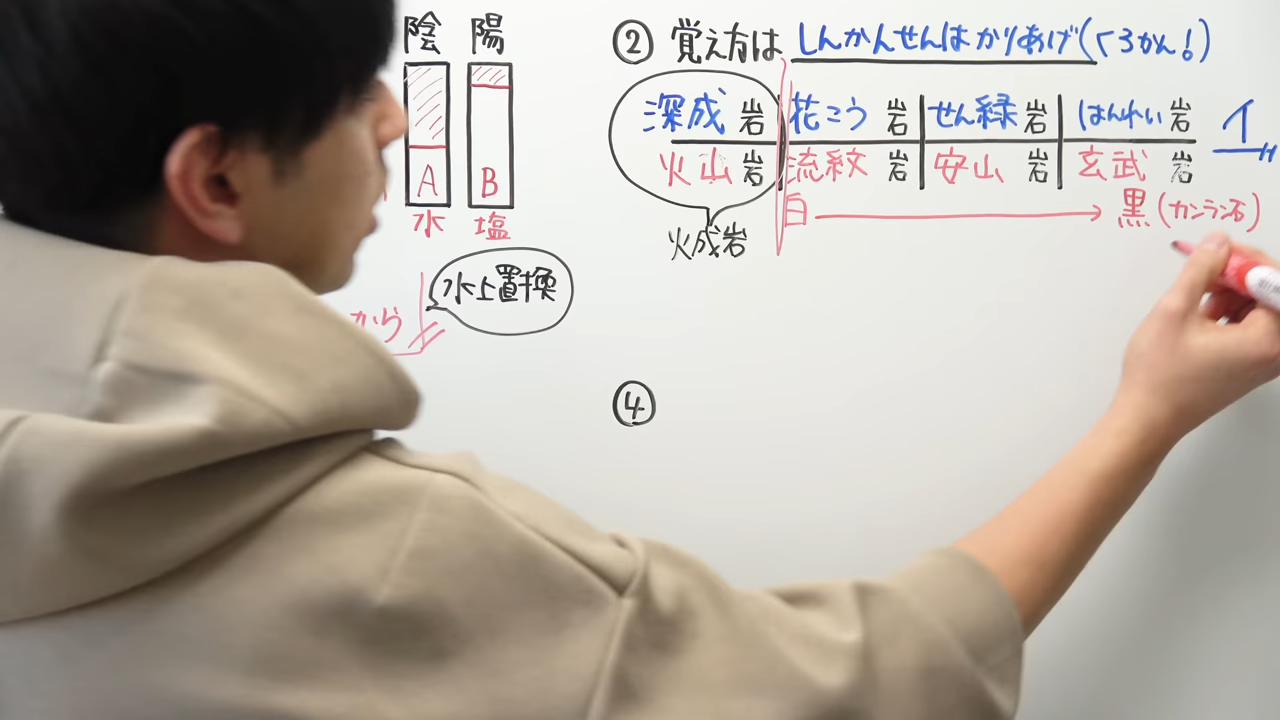 陰 陽
A B
水 塩
水上置換
から
② 覚え方は しんかんせんはかりあげ(くろかん!)
深成岩 花こう岩 せん緑岩 はんれい岩 イ
火山岩 流紋岩 安山岩 玄武岩
白 → 黒(カンラン石)
火成岩
④